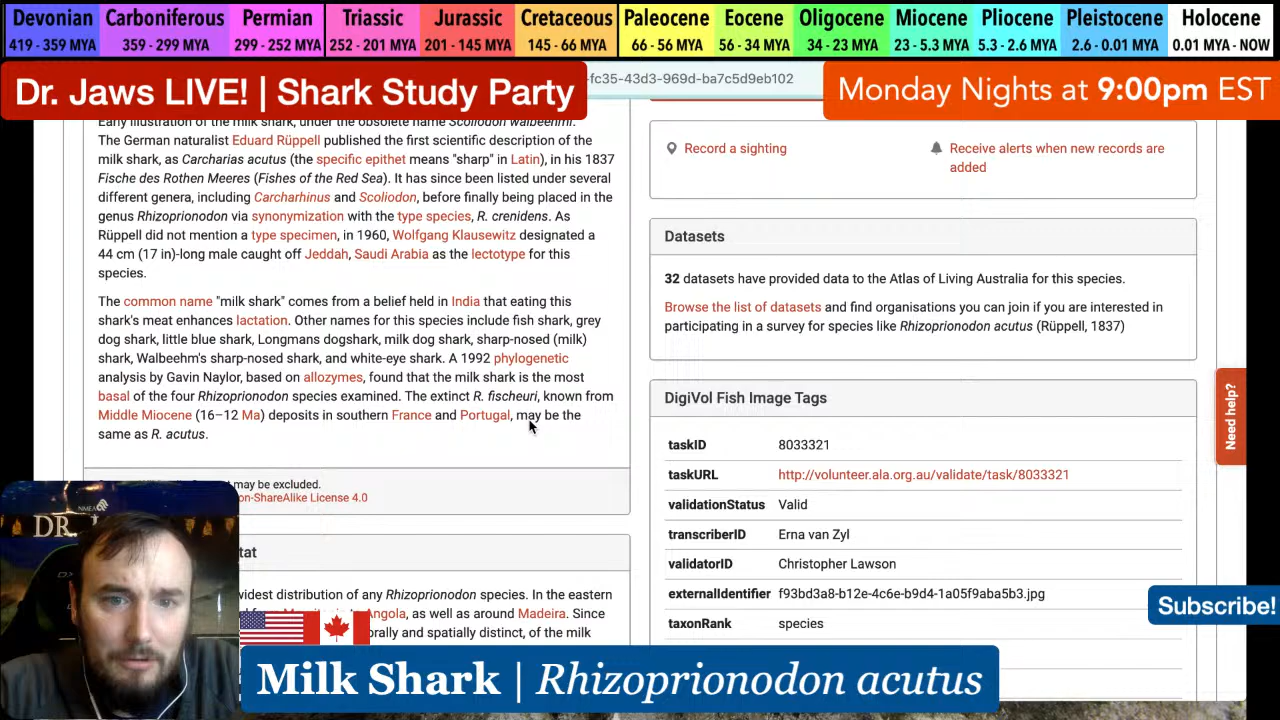 Devonian
419 - 359 MYA
Carboniferous
359 - 299 MYA
Permian
299 - 252 MYA
Triassic
252 - 201 MYA
Jurassic
201 - 145 MYA
Cretaceous
145 - 66 MYA
Paleocene
66 - 56 MYA
Eocene
56 - 34 MYA
Oligocene
34 - 23 MYA
Miocene
23 - 5.3 MYA
Pliocene
5.3 - 2.6 MYA
Pleistocene
2.6 - 0.01 MYA
Holocene
0.01 MYA - NOW
Dr. Jaws LIVE! | Shark Study Party
-fc35-43d3-969d-ba7c5d9eb102
Monday Nights at 9:00pm EST
Early illustration of the milk shark, under the obsolete name Scoliodon walbeehmi.
The German naturalist Eduard Rüppell published the first scientific description of the
milk shark, as Carcharias acutus (the specific epithet means "sharp" in Latin), in his 1837
Fische des Rothen Meeres (Fishes of the Red Sea). It has since been listed under several
different genera, including Carcharhinus and Scoliodon, before finally being placed in the
genus Rhizoprionodon via synonymization with the type species, R. crenidens. As
Rüppell did not mention a type specimen, in 1960, Wolfgang Klausewitz designated a
44 cm (17 in)-long male caught off Jeddah, Saudi Arabia as the lectotype for this
species.
The common name "milk shark" comes from a belief held in India that eating this
shark's meat enhances lactation. Other names for this species include fish shark, grey
dog shark, little blue shark, Longmans dogshark, milk dog shark, sharp-nosed (milk)
shark, Walbeehm's sharp-nosed shark, and white-eye shark. A 1992 phylogenetic
analysis by Gavin Naylor, based on allozymes, found that the milk shark is the most
basal of the four Rhizoprionodon species examined. The extinct R. fischeuri, known from
Middle Miocene (16–12 Ma) deposits in southern France and Portugal, may be the
same as R. acutus.
may be excluded.
on-ShareAlike License 4.0
tat
widest distribution of any Rhizoprionodon species. In the eastern
Angola, as well as around Madeira. Since
orally and spatially distinct, of the milk
Record a sighting
Receive alerts when new records are
added
Datasets
32 datasets have provided data to the Atlas of Living Australia for this species.
Browse the list of datasets and find organisations you can join if you are interested in
participating in a survey for species like Rhizoprionodon acutus (Rüppell, 1837)
DigiVol Fish Image Tags
taskID 8033321
taskURL http://volunteer.ala.org.au/validate/task/8033321
validationStatus Valid
transcriberID Erna van Zyl
validatorID Christopher Lawson
externalIdentifier f93bd3a8-b12e-4c6e-b9d4-1a05f9aba5b3.jpg
taxonRank species
Need help?
Subscribe!
NMEA
DR.
Milk Shark | Rhizoprionodon acutus